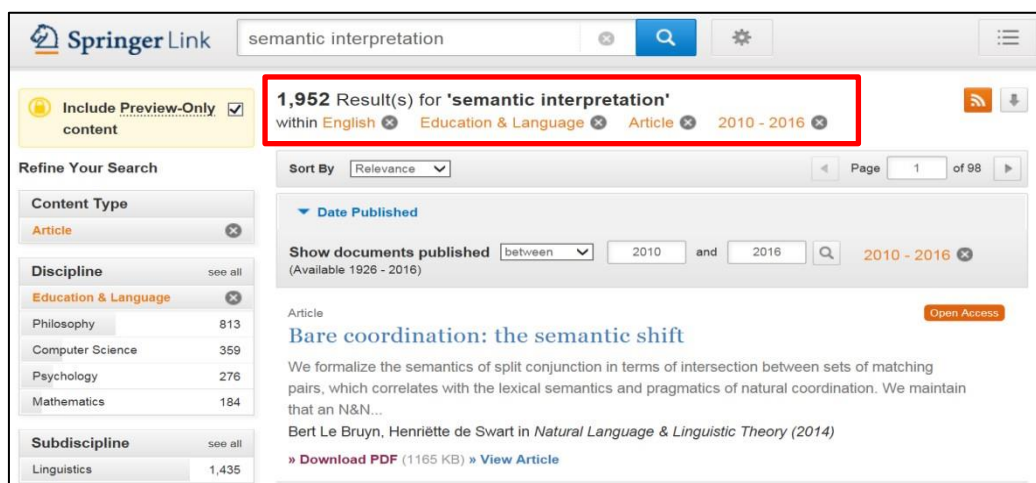 Springer Link
semantic interpretation
Include Preview-Only
content
1,952 Result(s) for 'semantic interpretation'
within English Education & Language Article 2010 - 2016
Refine Your Search
Sort By Relevance
Page 1 of 98
Content Type
Article
Date Published
Show documents published between 2010 and 2016 2010 - 2016
(Available 1926 - 2016)
Discipline see all
Education & Language
Philosophy 813
Computer Science 359
Psychology 276
Mathematics 184
Subdiscipline see all
Linguistics 1,435
Article
Open Access
Bare coordination: the semantic shift
We formalize the semantics of split conjunction in terms of intersection between sets of matching
pairs, which correlates with the lexical semantics and pragmatics of natural coordination. We maintain
that an N&N...
Bert Le Bruyn, Henriëtte de Swart in Natural Language & Linguistic Theory (2014)
» Download PDF (1165 KB) » View Article